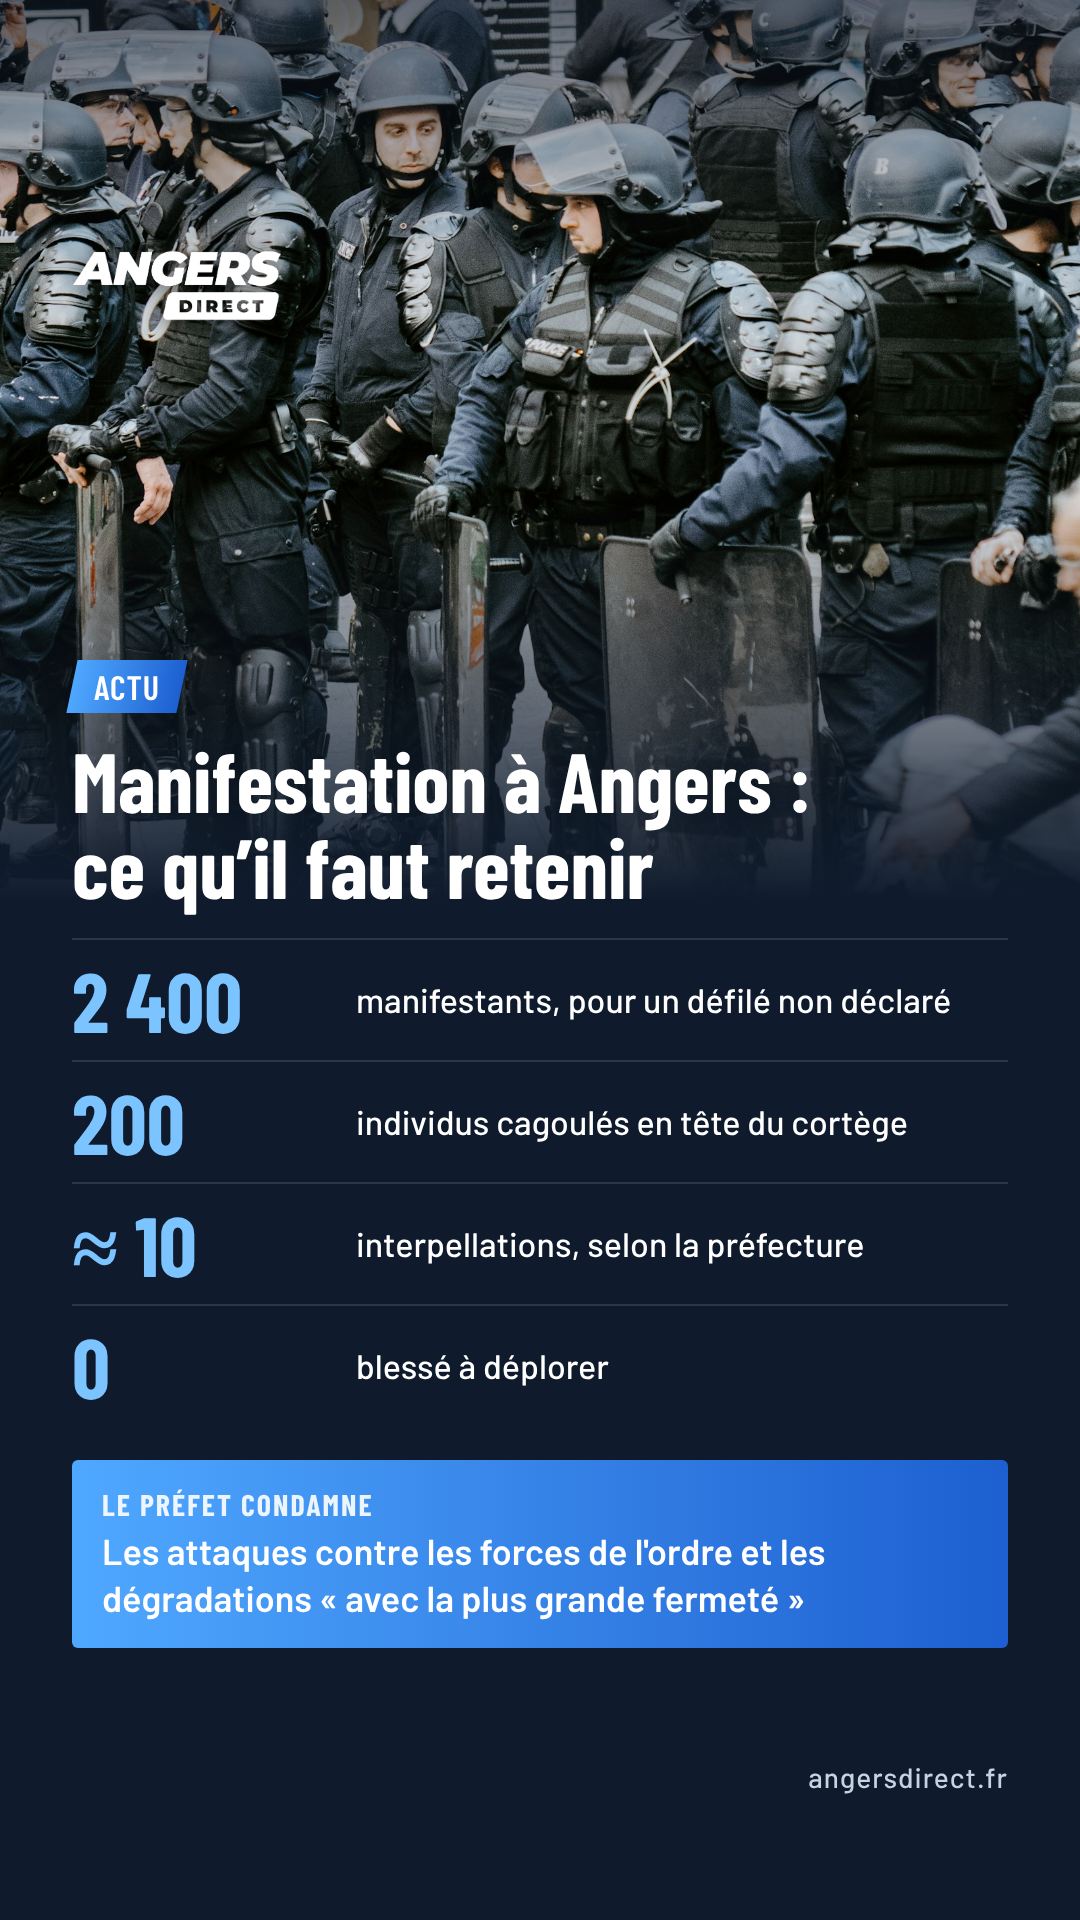 C
B
POLICE
ANGERS
DIRECT
ACTU
Manifestation à Angers :
ce qu’il faut retenir
2 400 manifestants, pour un défilé non déclaré
200 individus cagoulés en tête du cortège
≈ 10 interpellations, selon la préfecture
0 blessé à déplorer
LE PRÉFET CONDAMNE
Les attaques contre les forces de l'ordre et les
dégradations « avec la plus grande fermeté »
angersdirect.fr